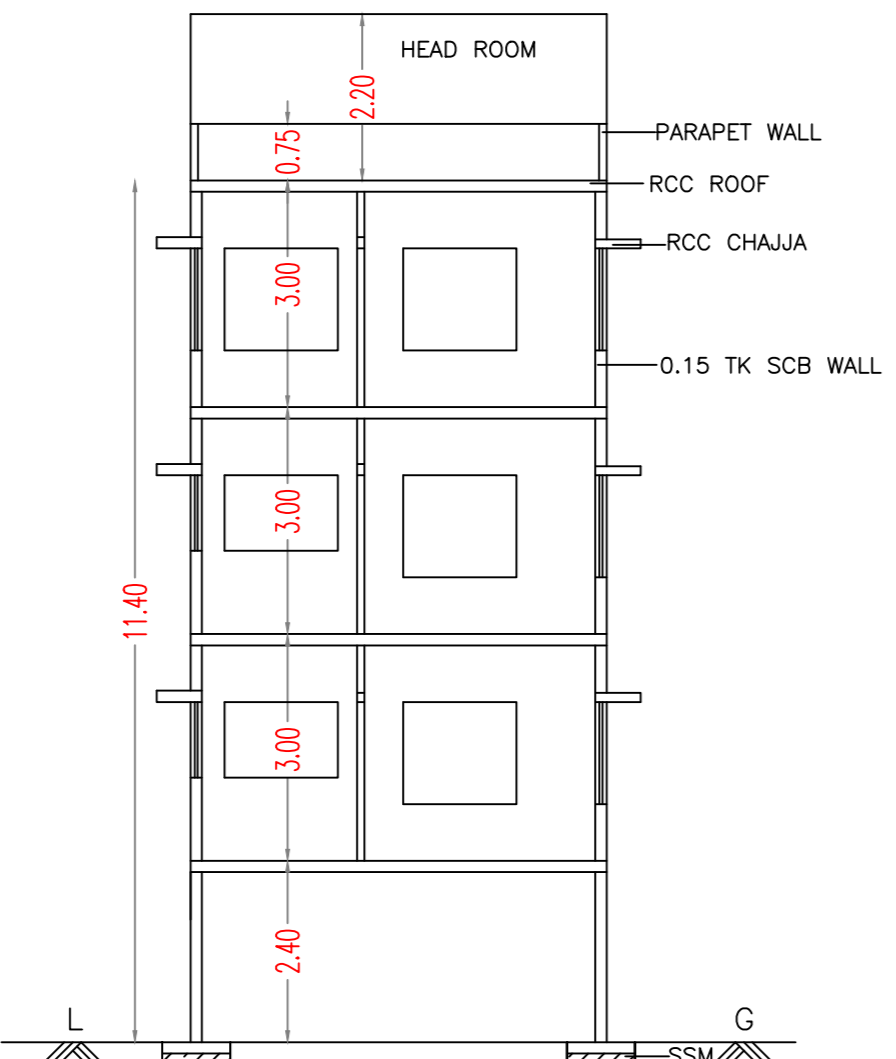 HEAD ROOM
2.20
0.75
PARAPET WALL
RCC ROOF
RCC CHAJJA
3.00
0.15 TK SCB WALL
3.00
11.40
3.00
2.40
L
G
SSM